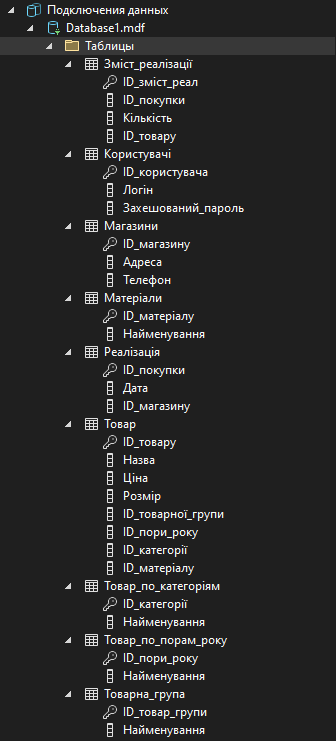 Подключения данных
Database1.mdf
Таблицы
Зміст_реалізації
ID_зміст_реал
ID_покупки
Кількість
ID_товару
Користувачі
ID_користувача
Логін
Захешований_пароль
Магазини
ID_магазину
Адреса
Телефон
Матеріали
ID_матеріалу
Найменування
Реалізація
ID_покупки
Дата
ID_магазину
Товар
ID_товару
Назва
Ціна
Розмір
ID_товарної_групи
ID_пори_року
ID_категорії
ID_матеріалу
Товар_по_категоріям
ID_категорії
Найменування
Товар_по_порам_року
ID_пори_року
Найменування
Товарна_група
ID_товар_групи
Найменування